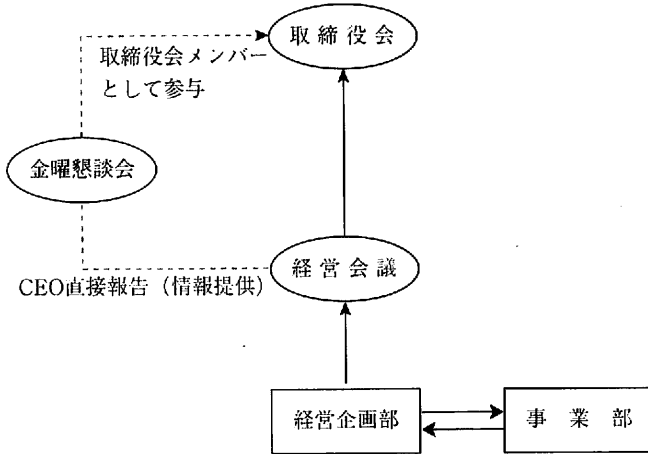 取締役会
取締役会メンバー
として参与
金曜懇談会
経営会議
CEO直接報告（情報提供）
経営企画部
事業部